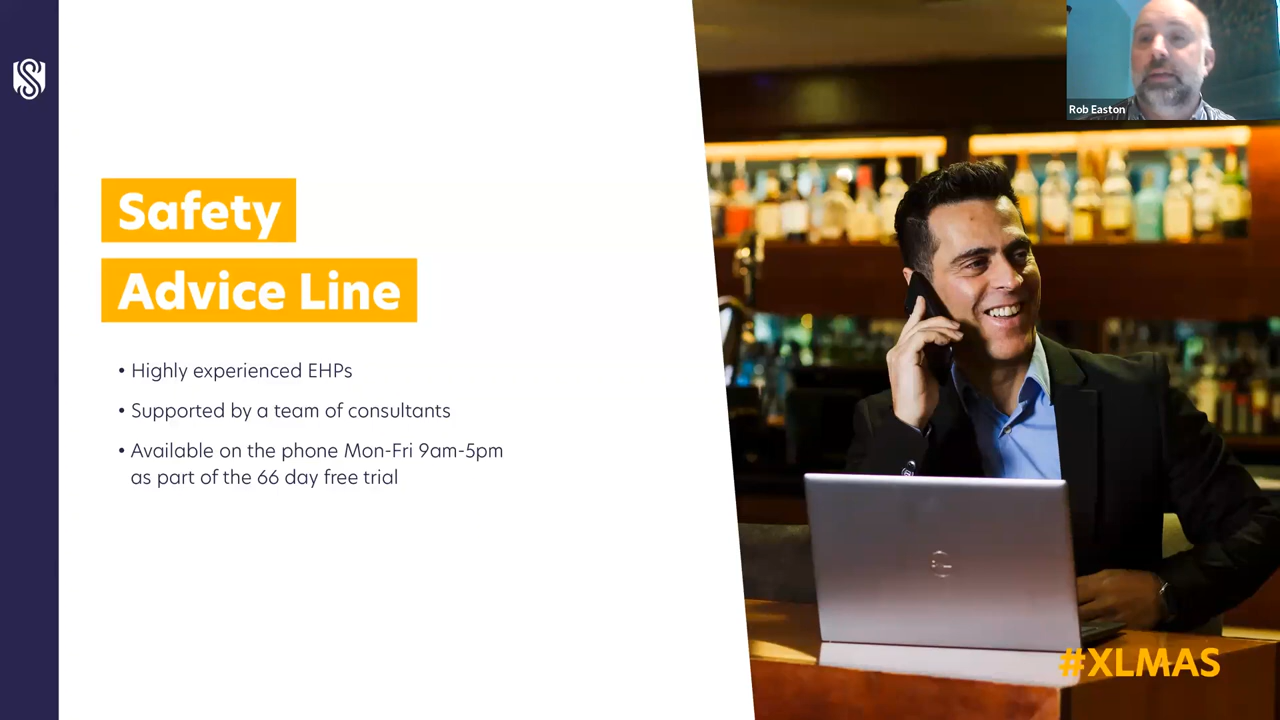 Rob Easton
Safety
Advice Line
• Highly experienced EHPs
• Supported by a team of consultants
• Available on the phone Mon-Fri 9am-5pm
as part of the 66 day free trial
#XLMAS